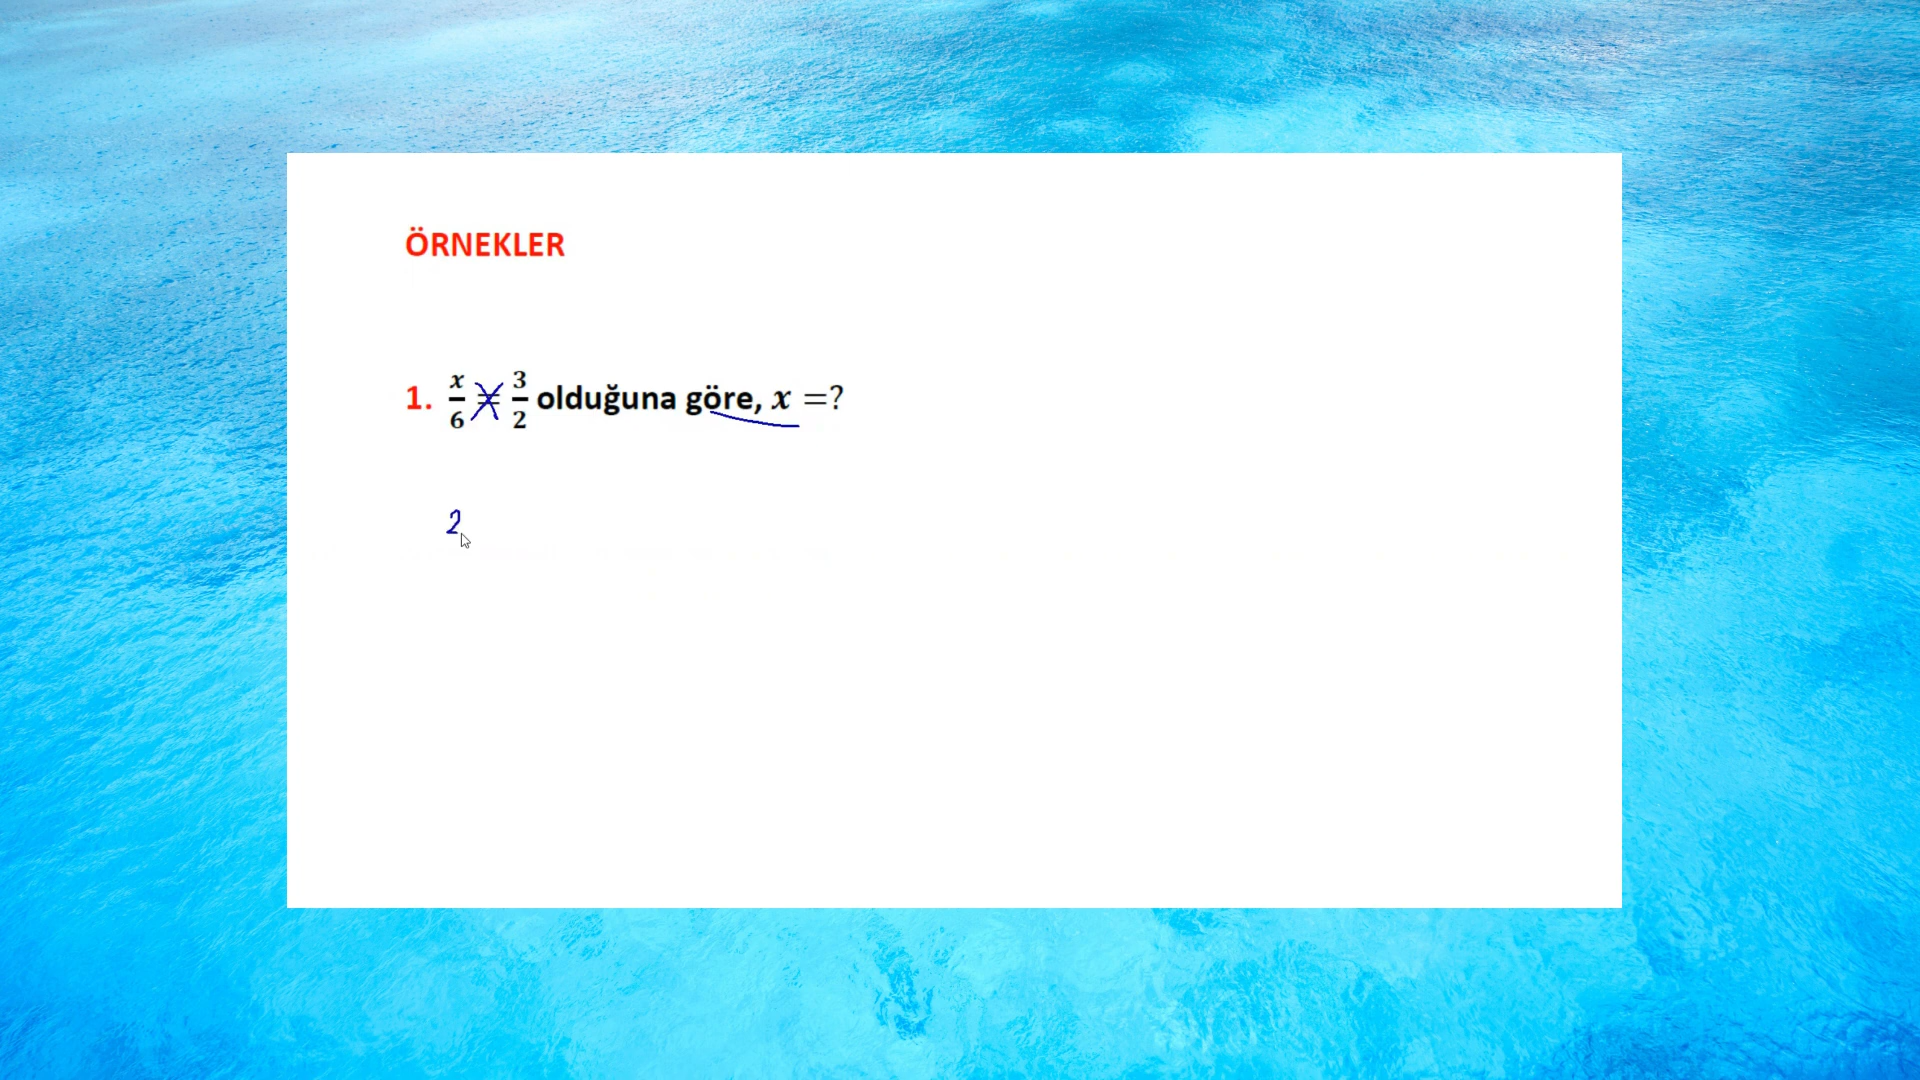 ÖRNEKLER
1. x/6 = 3/2 olduğuna göre, x =?
2